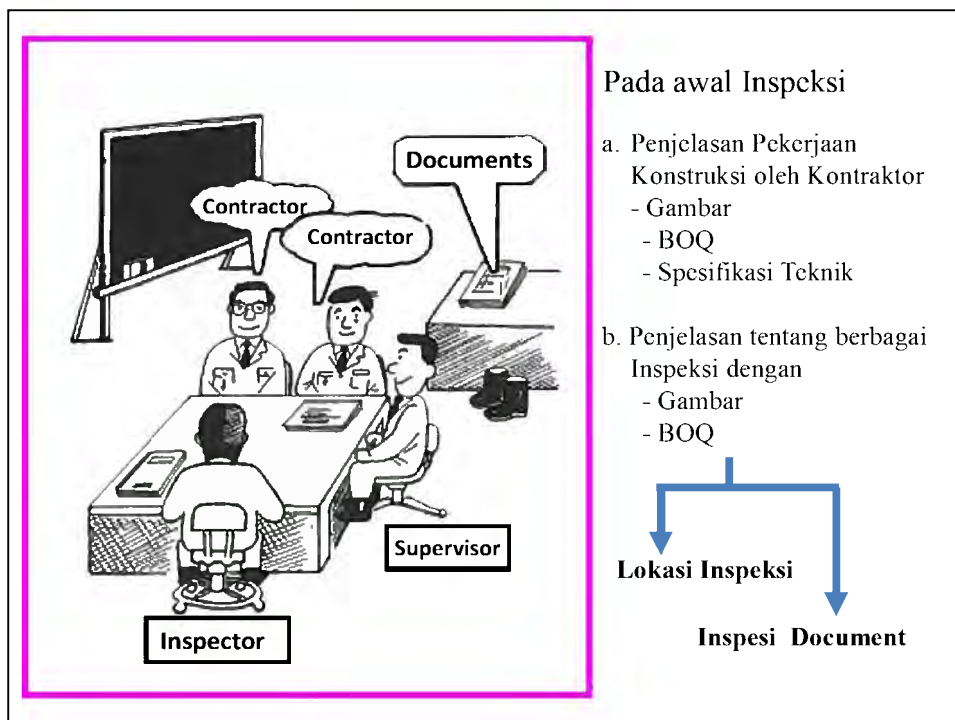 Contractor
Contractor
Documents
Supervisor
Inspector
Pada awal Inspeksi
a. Penjelasan Pekerjaan
Konstruksi oleh Kontraktor
- Gambar
- BOQ
- Spesifikasi Teknik
b. Penjelasan tentang berbagai
Inspeksi dengan
- Gambar
- BOQ
Lokasi Inspeksi
Inspesi Document